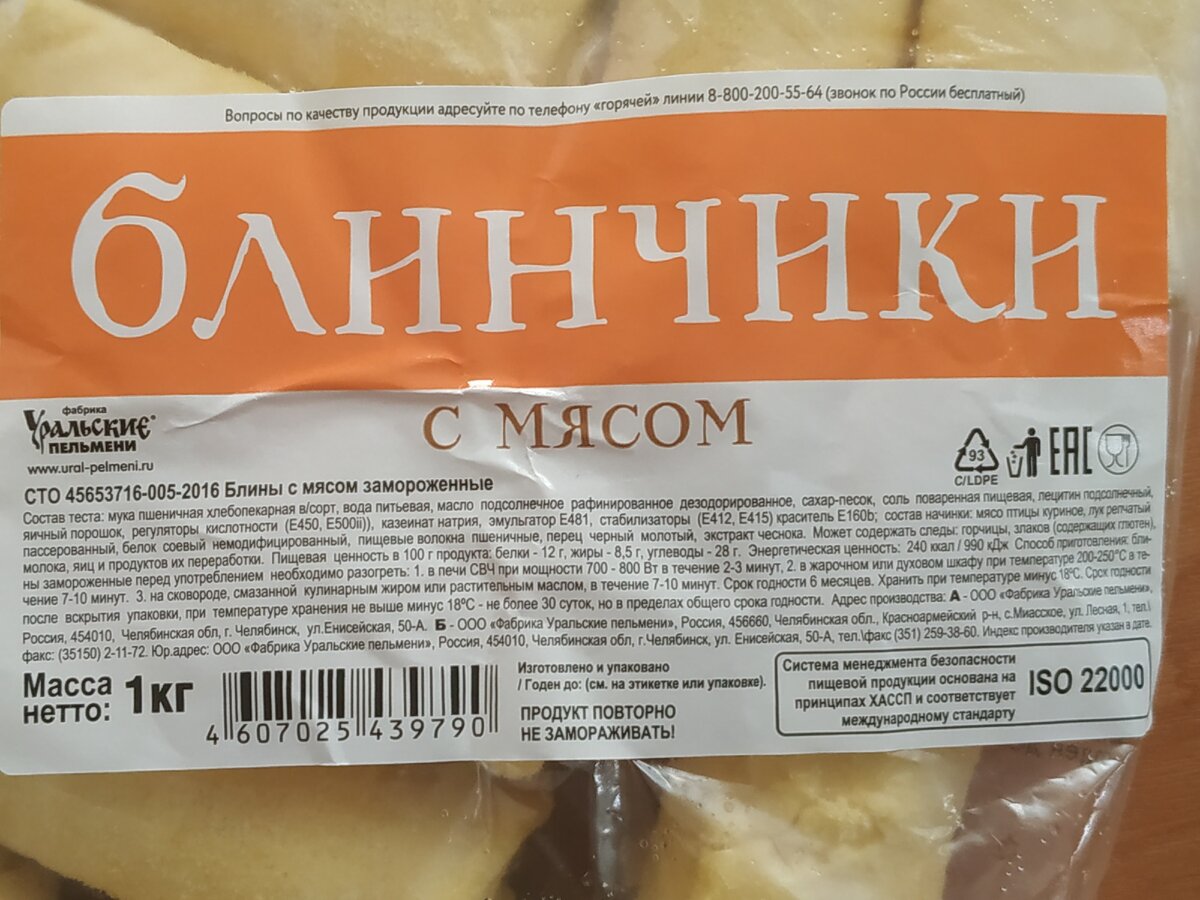 Вопросы по качеству продукции адресуйте по телефону «горячей» линии 8-800-200-55-64 (звонок по России бесплатный)
блинчики
с мясом
фабрика
Уральские
пельмени
www.ural-pelmeni.ru
93
C/LDPE
ЕАС
СТО 45653716-005-2016 Блины с мясом замороженные
Состав теста: мука пшеничная хлебопекарная в/сорт, вода питьевая, масло подсолнечное рафинированное дезодорированное, сахар-песок, соль поваренная пищевая, лецитин подсолнечный,
яичный порошок, регуляторы кислотности (Е450, Е500ii)), казеинат натрия, эмульгатор Е481, стабилизаторы (Е412, Е415) краситель Е160b; состав начинки: мясо птицы куриное, лук репчатый
пассерованный, белок соевый немодифицированный, пищевые волокна пшеничные, перец черный молотый, экстракт чеснока. Может содержать следы: горчицы, злаков (содержащих глютен),
молока, яиц и продуктов их переработки. Пищевая ценность в 100 г продукта: белки - 12 г, жиры - 8,5 г, углеводы - 28 г. Энергетическая ценность: 240 ккал / 990 кДж Способ приготовления: бли-
ны замороженные перед употреблением необходимо разогреть: 1. в печи СВЧ при мощности 700 - 800 Вт в течение 2-3 минут, 2. в жарочном или духовом шкафу при температуре 200-250°С в те-
чение 7-10 минут. 3. на сковороде, смазанной кулинарным жиром или растительным маслом, в течение 7-10 минут. Срок годности 6 месяцев. Хранить при температуре минус 18°С. Срок годности
после вскрытия упаковки, при температуре хранения не выше минус 18°С - не более 30 суток, но в пределах общего срока годности. Адрес производства: А - ООО «Фабрика Уральские пельмени»,
Россия, 454010, Челябинская обл, г. Челябинск, ул.Енисейская, 50-А. Б - ООО «Фабрика Уральские пельмени», Россия, 456660, Челябинская обл., Красноармейский р-н, с.Миасское, ул. Лесная, 1, тел.\
факс: (35150) 2-11-72. Юр.адрес: ООО «Фабрика Уральские пельмени», Россия, 454010, Челябинская обл, г.Челябинск, ул. Енисейская, 50-А, тел.\факс (351) 259-38-60. Индекс производителя указан в дате.
Масса
нетто: 1кг
4 607025 439790
Изготовлено и упаковано
/ Годен до: (см. на этикетке или упаковке).
ПРОДУКТ ПОВТОРНО
НЕ ЗАМОРАЖИВАТЬ!
Система менеджмента безопасности
пищевой продукции основана на
принципах ХАССП и соответствует
международному стандарту
ISO 22000